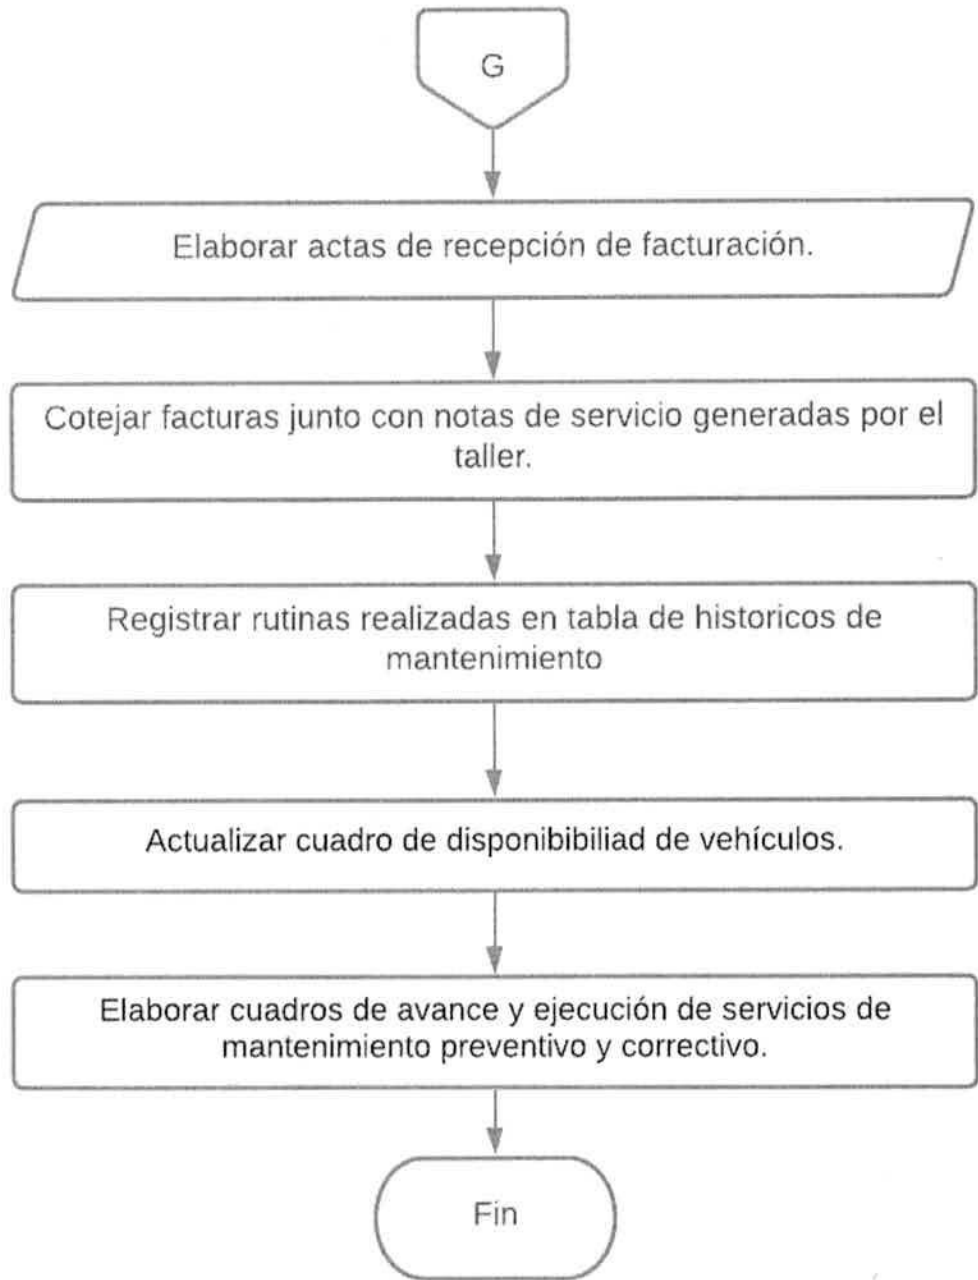 G
Elaborar actas de recepción de facturación.
Cotejar facturas junto con notas de servicio generadas por el
taller.
Registrar rutinas realizadas en tabla de historicos de
mantenimiento
Actualizar cuadro de disponibibiliad de vehículos.
Elaborar cuadros de avance y ejecución de servicios de
mantenimiento preventivo y correctivo.
Fin